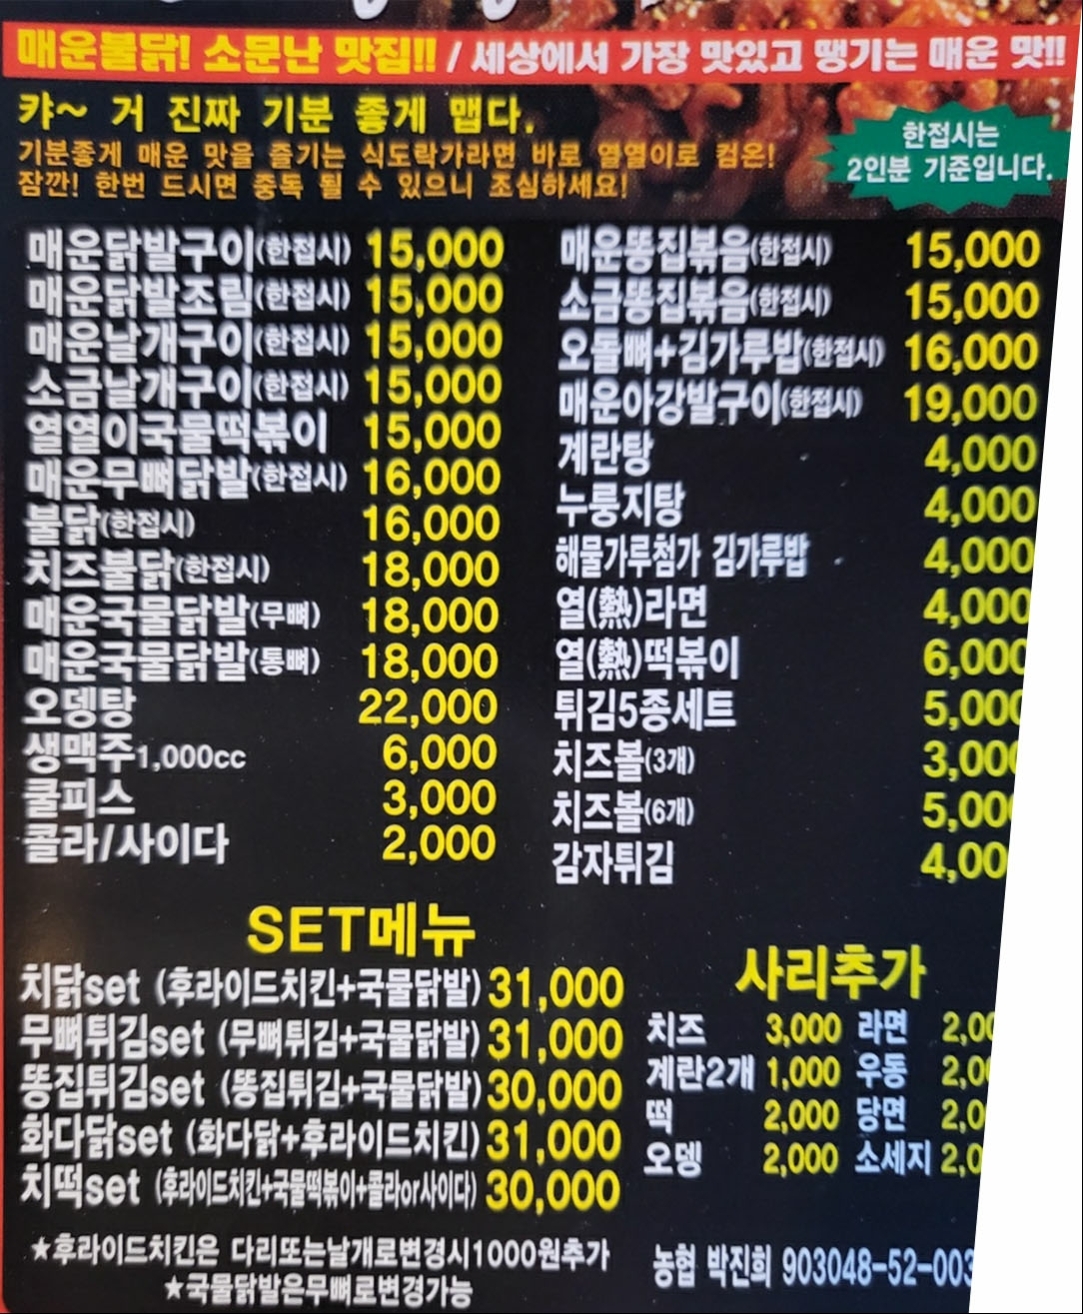 매운불닭! 소문난 맛집!! / 세상에서 가장 맛있고 땡기는 매운 맛!!
캬~ 거 진짜 기분 좋게 맵다.
기분좋게 매운 맛을 즐기는 식도락가라면 바로 열열이로 컴온!
잠깐! 한번 드시면 중독 될 수 있으니 조심하세요!
한접시는
2인분 기준입니다.
매운닭발구이(한접시) 15,000
매운닭발조림(한접시) 15,000
매운날개구이(한접시) 15,000
소금날개구이(한접시) 15,000
열열이국물떡볶이 15,000
매운무뼈닭발(한접시) 16,000
불닭(한접시) 16,000
치즈불닭(한접시) 18,000
매운국물닭발(무뼈) 18,000
매운국물닭발(통뼈) 18,000
오뎅탕 22,000
생맥주1,000cc 6,000
쿨피스 3,000
콜라/사이다 2,000
매운똥집볶음(한접시) 15,000
소금똥집볶음(한접시) 15,000
오돌뼈+김가루밥(한접시) 16,000
매운아강발구이(한접시) 19,000
계란탕 4,000
누룽지탕 4,000
해물가루첨가 김가루밥 4,000
열(熱)라면 4,000
열(熱)떡볶이 6,000
튀김5종세트 5,000
치즈볼(3개) 3,000
치즈볼(6개) 5,000
감자튀김 4,00
SET메뉴
치닭set (후라이드치킨+국물닭발) 31,000
무뼈튀김set (무뼈튀김+국물닭발) 31,000
똥집튀김set (똥집튀김+국물닭발) 30,000
화다닭set (화다닭+후라이드치킨) 31,000
치떡set (후라이드치킨+국물떡볶이+콜라or사이다) 30,000
사리추가
치즈 3,000 라면 2,00
계란2개 1,000 우동 2,00
떡 2,000 당면 2,0
오뎅 2,000 소세지 2,0
★후라이드치킨은 다리또는날개로변경시1000원추가
★국물닭발은무뼈로변경가능
농협 박진희 903048-52-003